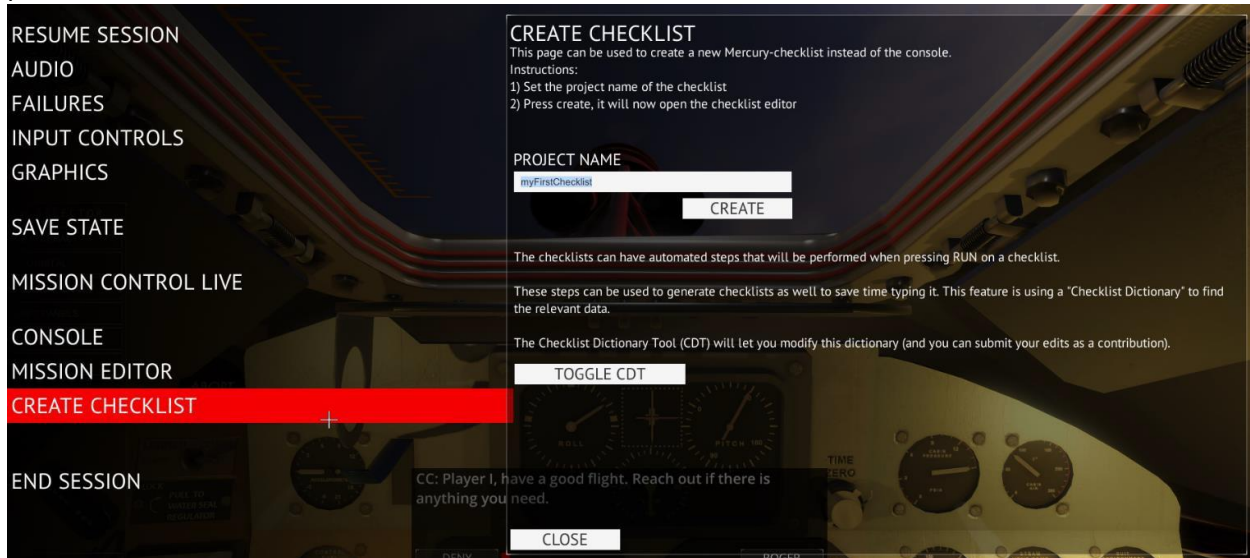 RESUME SESSION
AUDIO
FAILURES
INPUT CONTROLS
GRAPHICS
SAVE STATE
MISSION CONTROL LIVE
CONSOLE
MISSION EDITOR
CREATE CHECKLIST
END SESSION
CREATE CHECKLIST
This page can be used to create a new Mercury-checklist instead of the console.
Instructions:
1) Set the project name of the checklist
2) Press create, it will now open the checklist editor
PROJECT NAME
myFirstChecklist
CREATE
The checklists can have automated steps that will be performed when pressing RUN on a checklist.
These steps can be used to generate checklists as well to save time typing it. This feature is using a "Checklist Dictionary" to find
the relevant data.
The Checklist Dictionary Tool (CDT) will let you modify this dictionary (and you can submit your edits as a contribution).
TOGGLE CDT
ROLL
PITCH
TIME
ZERO
CC: Player I, have a good flight. Reach out if there is
anything you need.
CLOSE
DENY
ROGER